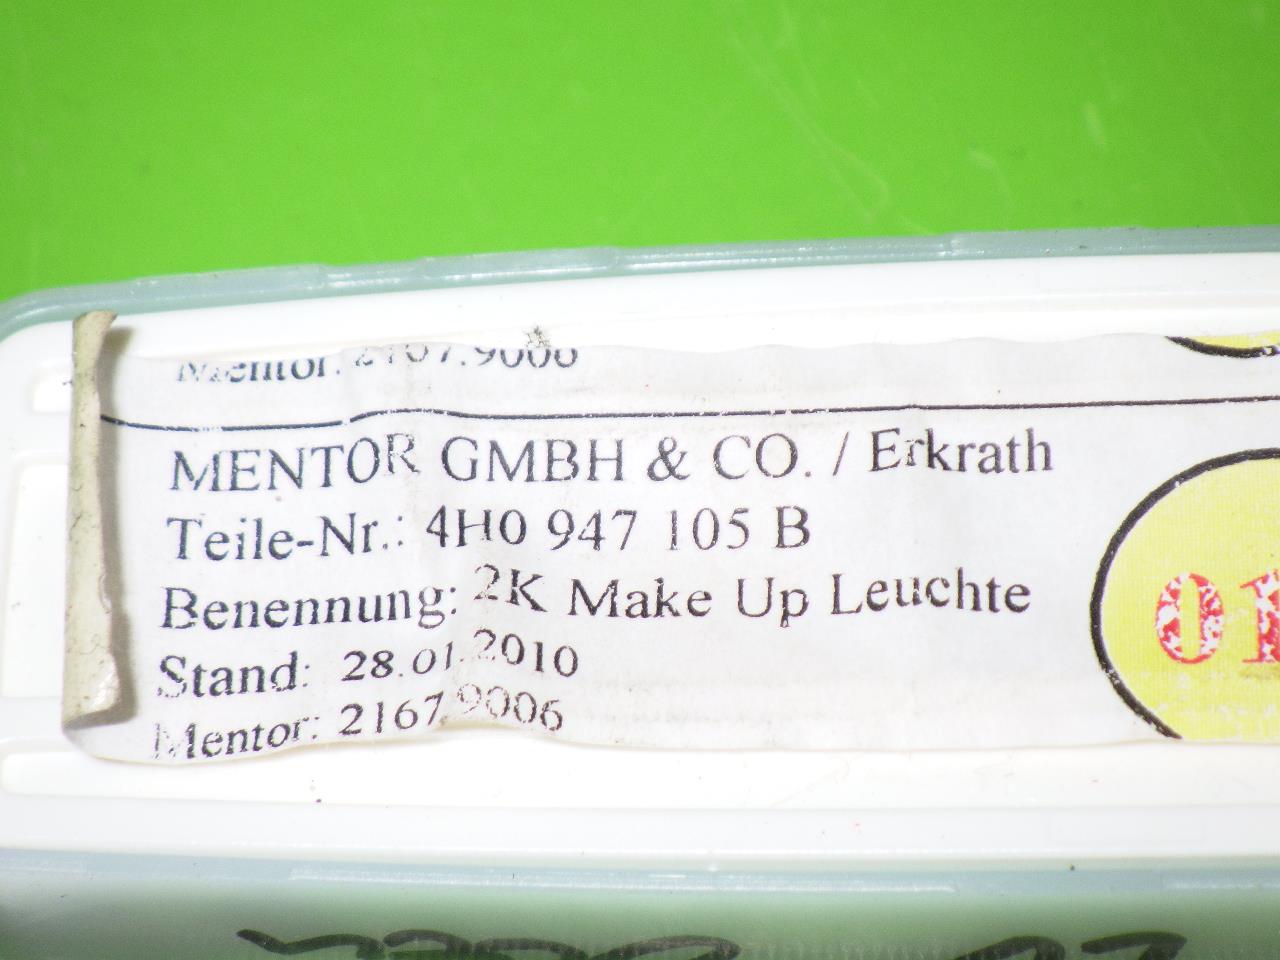 Mentor: 2167.9006
MENTOR GMBH & CO. / Erkrath
Teile-Nr.: 4H0 947 105 B
Benennung: 2K Make Up Leuchte
Stand: 28.01.2010
Mentor: 2167.9006